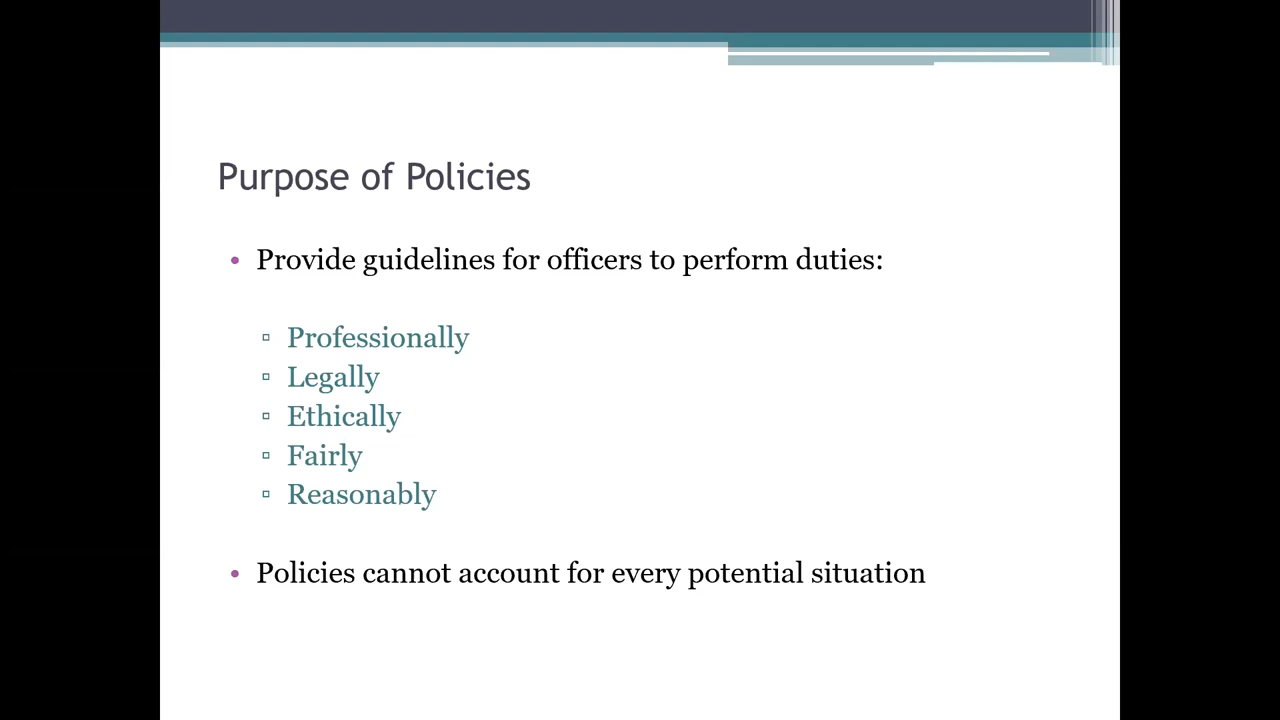 Purpose of Policies
• Provide guidelines for officers to perform duties:
▫ Professionally
▫ Legally
▫ Ethically
▫ Fairly
▫ Reasonably
• Policies cannot account for every potential situation